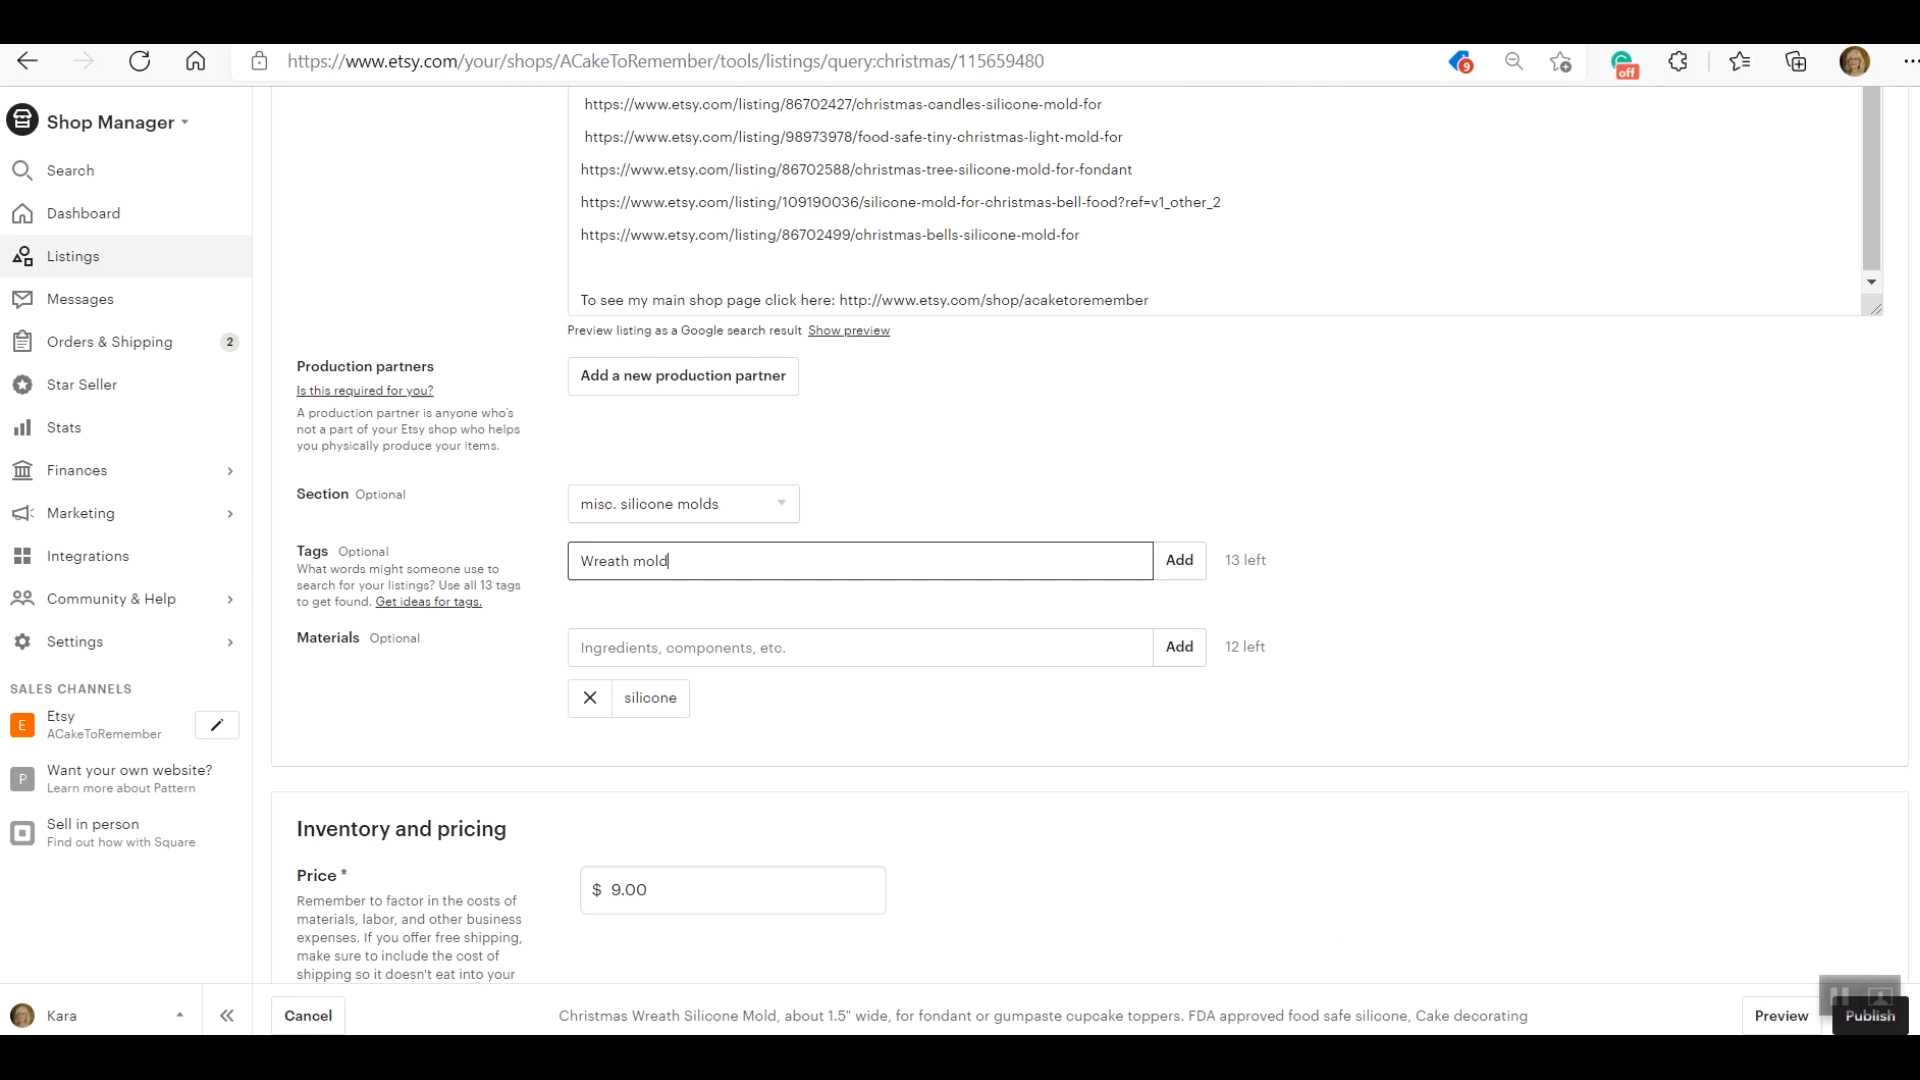 https://www.etsy.com/your/shops/ACakeToRemember/tools/listings/query:christmas/115659480
9
off
Shop Manager
Search
Dashboard
Listings
Messages
Orders & Shipping 2
Star Seller
Stats
Finances
Marketing
Integrations
Community & Help
Settings
SALES CHANNELS
E
Etsy
ACakeToRemember
P
Want your own website?
Learn more about Pattern
Sell in person
Find out how with Square
Kara
https://www.etsy.com/listing/86702427/christmas-candles-silicone-mold-for
https://www.etsy.com/listing/98973978/food-safe-tiny-christmas-light-mold-for
https://www.etsy.com/listing/86702588/christmas-tree-silicone-mold-for-fondant
https://www.etsy.com/listing/109190036/silicone-mold-for-christmas-bell-food?ref=v1_other_2
https://www.etsy.com/listing/86702499/christmas-bells-silicone-mold-for
To see my main shop page click here: http://www.etsy.com/shop/acaketoremember
Preview listing as a Google search result Show preview
Production partners
Is this required for you?
A production partner is anyone who's
not a part of your Etsy shop who helps
you physically produce your items.
Add a new production partner
Section Optional
misc. silicone molds
Tags Optional
What words might someone use to
search for your listings? Use all 13 tags
to get found. Get ideas for tags.
Wreath mold
Add
13 left
Materials Optional
Ingredients, components, etc.
Add
12 left
silicone
Inventory and pricing
Price *
Remember to factor in the costs of
materials, labor, and other business
expenses. If you offer free shipping,
make sure to include the cost of
shipping so it doesn't eat into your
$ 9.00
Cancel
Christmas Wreath Silicone Mold, about 1.5" wide, for fondant or gumpaste cupcake toppers. FDA approved food safe silicone, Cake decorating
Preview
Publish